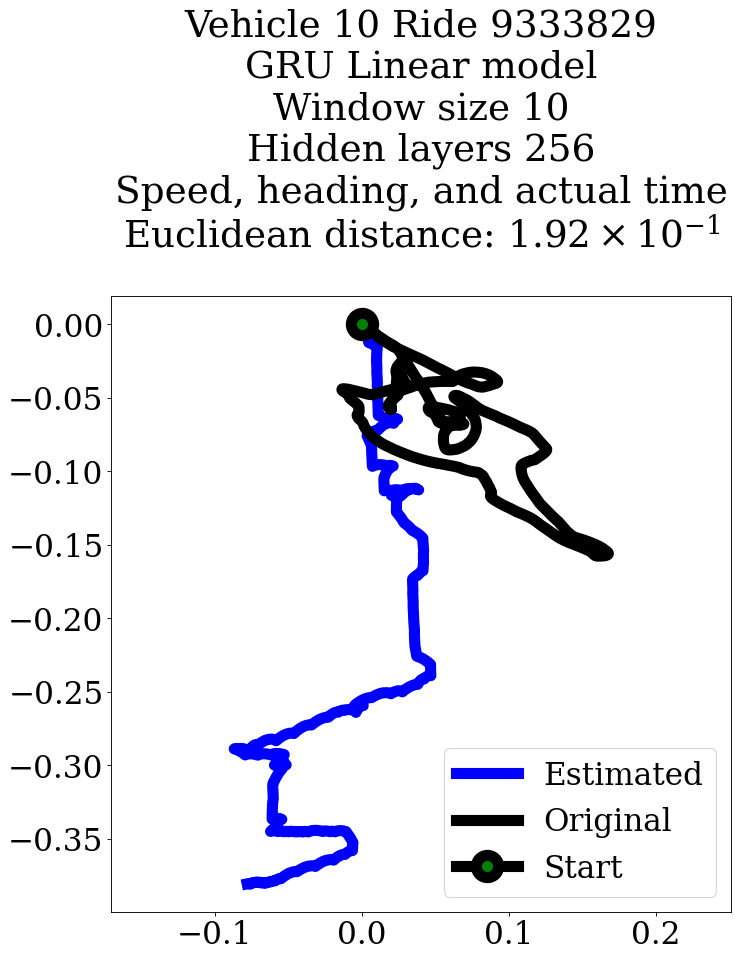 Vehicle 10 Ride 9333829
GRU Linear model
Window size 10
Hidden layers 256
Speed, heading, and actual time
Euclidean distance: 1.92 × 10⁻¹
0.00
−0.05
−0.10
−0.15
−0.20
−0.25
−0.30
−0.35
Estimated
Original
Start
−0.1 0.0 0.1 0.2